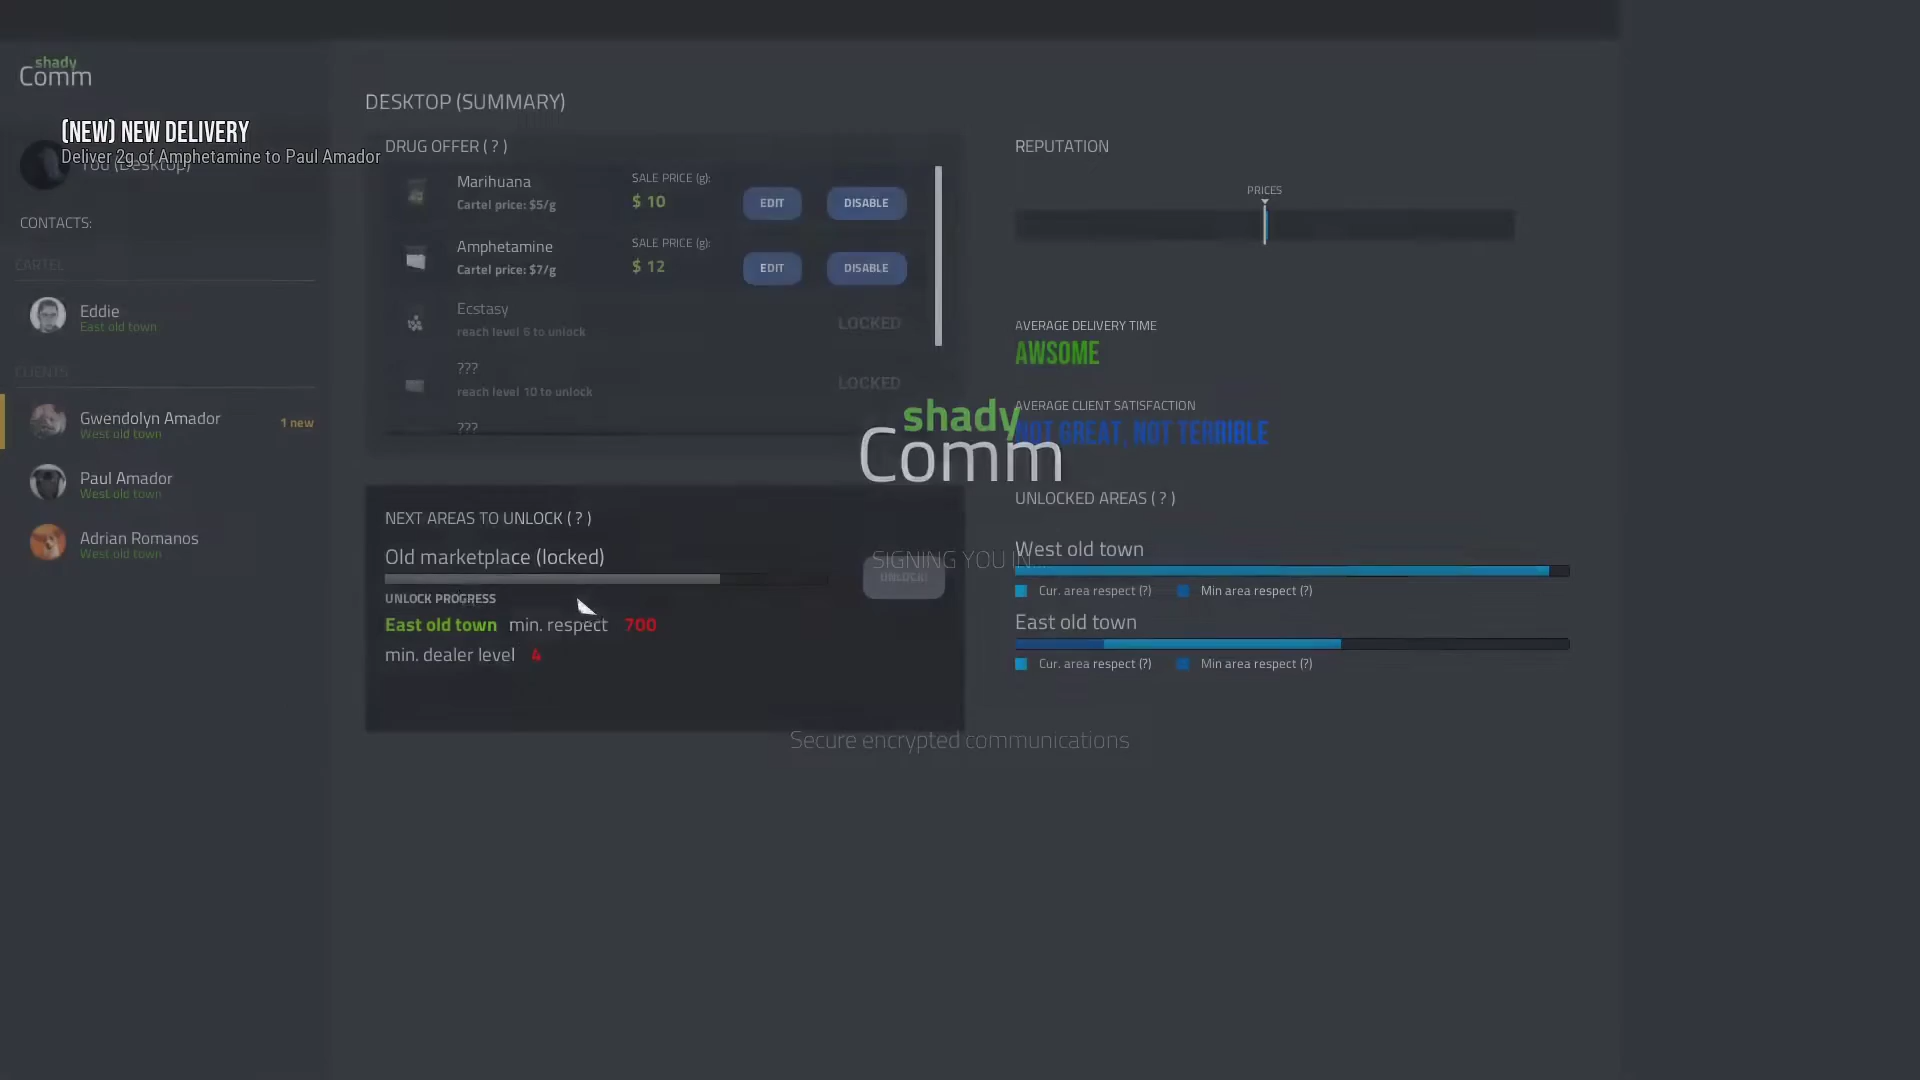 shady
Comm
(NEW) NEW DELIVERY
Deliver 2g of Amphetamine to Paul Amador
You (Desktop)
CONTACTS:
CARTEL
Eddie
East old town
CLIENTS
Gwendolyn Amador
1 new
West old town
Paul Amador
West old town
Adrian Romanos
West old town
DESKTOP (SUMMARY)
DRUG OFFER ( ? )
Marihuana
Cartel price: $5/g
SALE PRICE (g):
$ 10
EDIT
DISABLE
Amphetamine
Cartel price: $7/g
SALE PRICE (g):
$ 12
EDIT
DISABLE
Ecstasy
reach level 6 to unlock
LOCKED
???
reach level 10 to unlock
LOCKED
???
NEXT AREAS TO UNLOCK ( ? )
Old marketplace (locked)
UNLOCK!
UNLOCK PROGRESS
East old town min. respect 700
min. dealer level 4
REPUTATION
PRICES
AVERAGE DELIVERY TIME
AWSOME
AVERAGE CLIENT SATISFACTION
NOT GREAT, NOT TERRIBLE
UNLOCKED AREAS ( ? )
West old town
Cur. area respect (?)
Min area respect (?)
East old town
Cur. area respect (?)
Min area respect (?)
shady
Comm
SIGNING YOU IN...
Secure encrypted communications